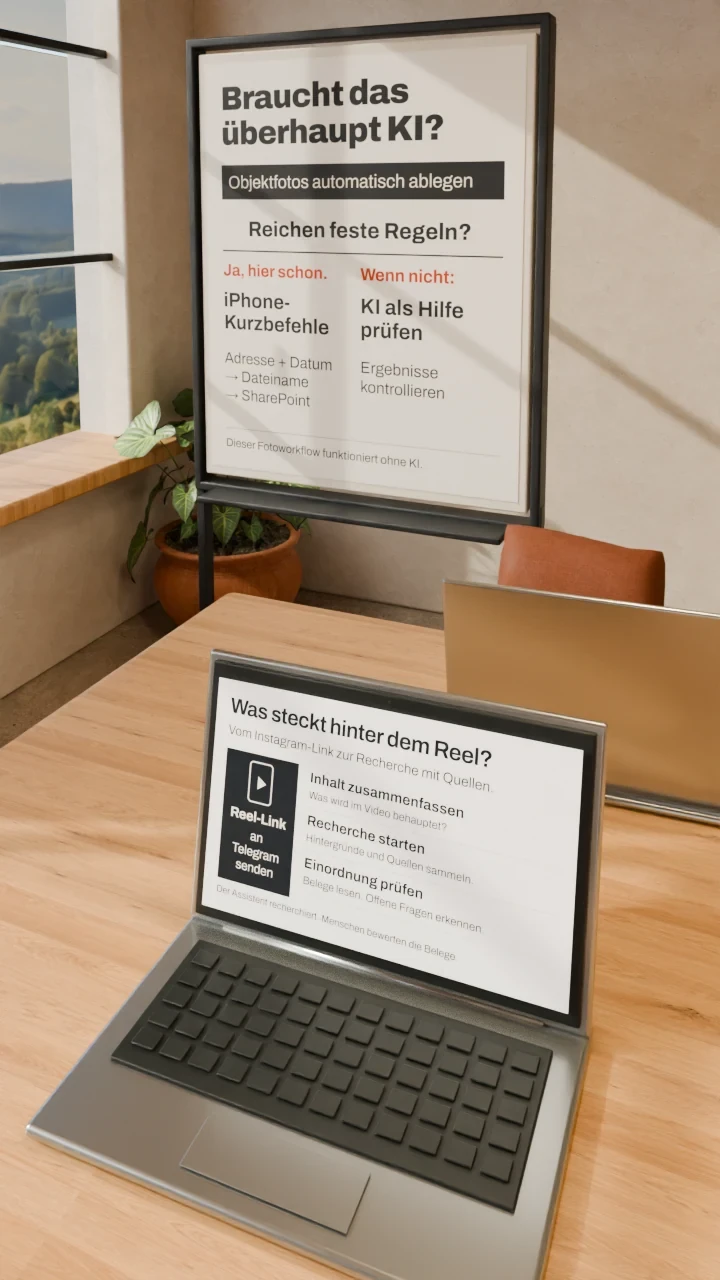 Braucht das
überhaupt KI?
Objektfotos automatisch ablegen
Reichen feste Regeln?
Ja, hier schon.
iPhone-
Kurzbefehle
Adresse + Datum
→ Dateiname
→ SharePoint
Wenn nicht:
KI als Hilfe
prüfen
Ergebnisse
kontrollieren
Dieser Fotoworkflow funktioniert ohne KI.
Was steckt hinter dem Reel?
Vom Instagram-Link zur Recherche mit Quellen.
Reel-Link
an
Telegram
senden
Inhalt zusammenfassen
Was wird im Video behauptet?
Recherche starten
Hintergründe und Quellen sammeln.
Einordnung prüfen
Belege lesen. Offene Fragen erkennen.
Der Assistent recherchiert. Menschen bewerten die Belege.